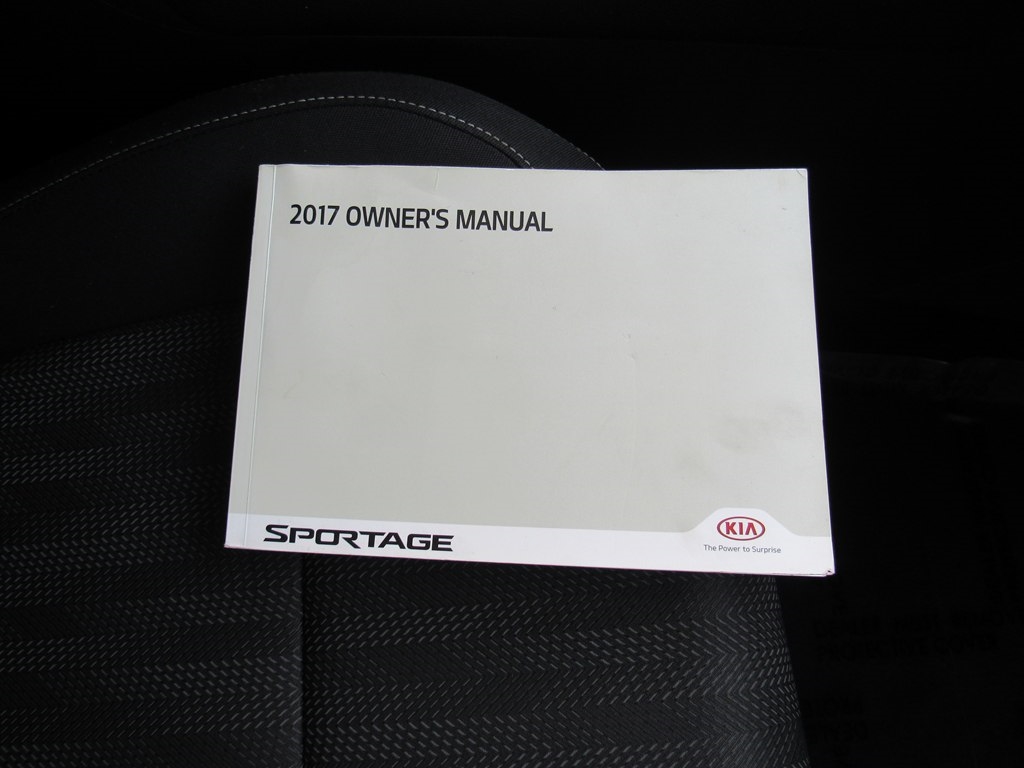 2017 OWNER'S MANUAL
SPORTAGE
KIA
The Power to Surprise